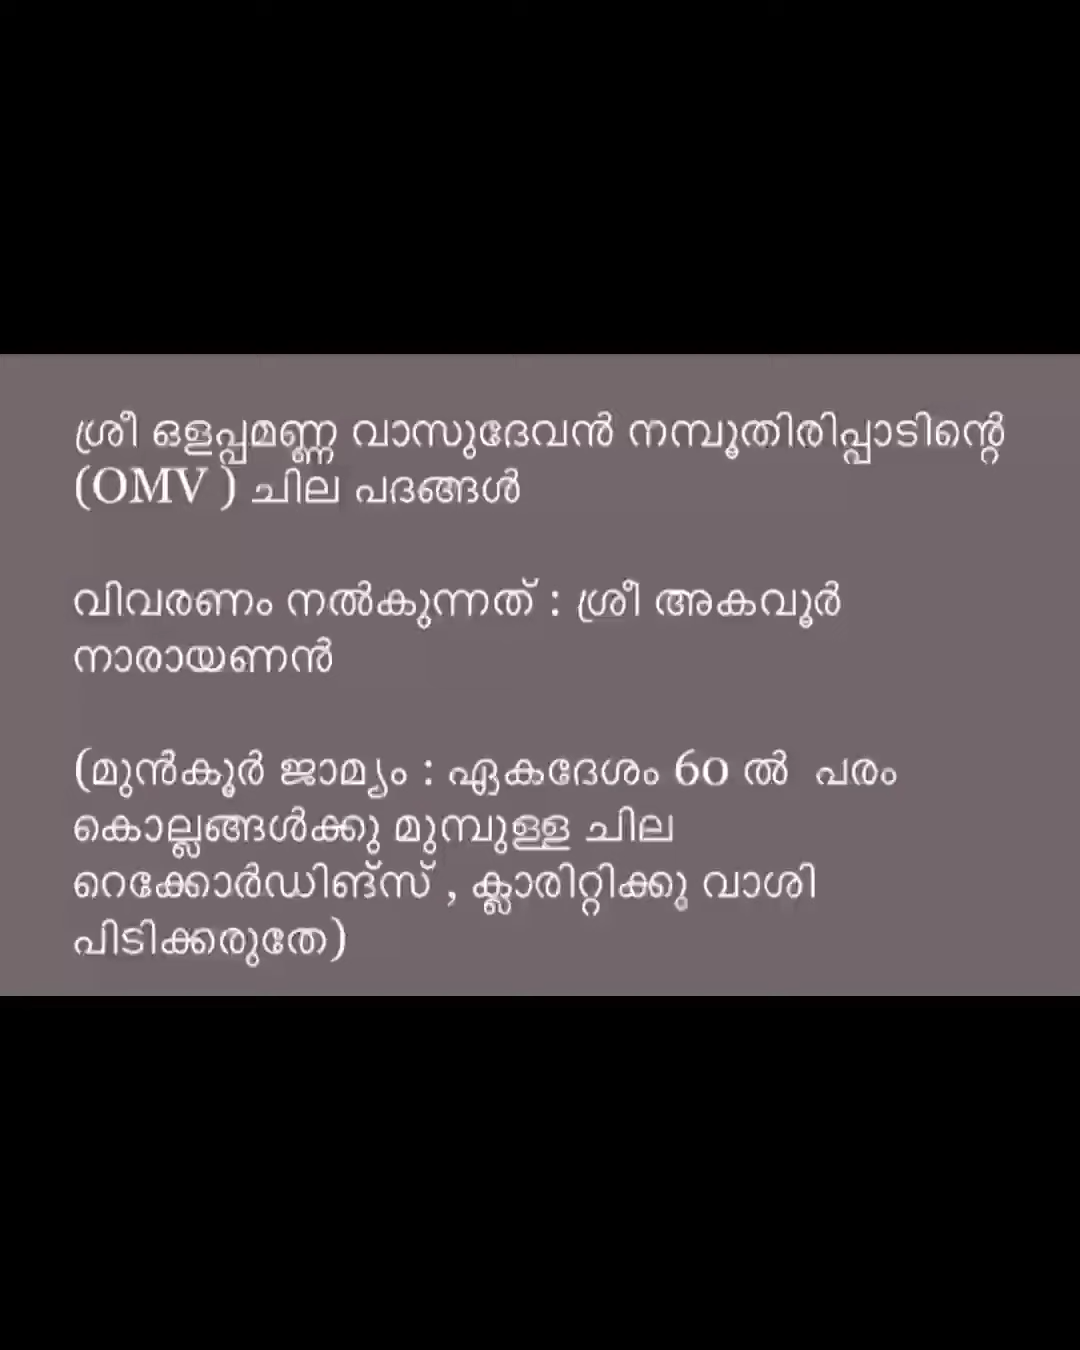 ശ്രീ ഒളപ്പമണ്ണ വാസുദേവൻ നമ്പൂതിരിപ്പാടിന്റെ
(OMV ) ചില പദങ്ങൾ
വിവരണം നൽകുന്നത് : ശ്രീ അകവൂർ
നാരായണൻ
(മുൻ‌കൂർ ജാമ്യം : ഏകദേശം 60 ൽ  പരം
കൊല്ലങ്ങൾക്കു മുമ്പുള്ള ചില
റെക്കോർഡിങ്‌സ് , ക്ലാരിറ്റിക്കു വാശി
പിടിക്കരുതേ)